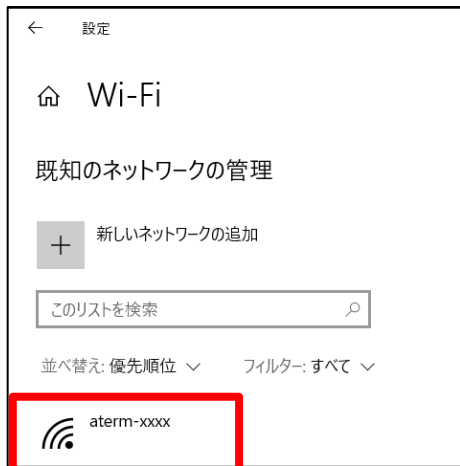 設定
Wi-Fi
既知のネットワークの管理
新しいネットワークの追加
このリストを検索
並べ替え: 優先順位 フィルター: すべて
aterm-xxxx